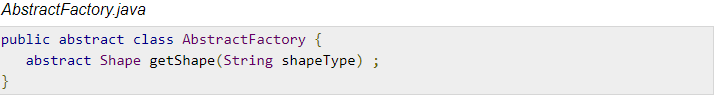 AbstractFactory.java
public abstract class AbstractFactory {
   abstract Shape getShape(String shapeType) ;
}